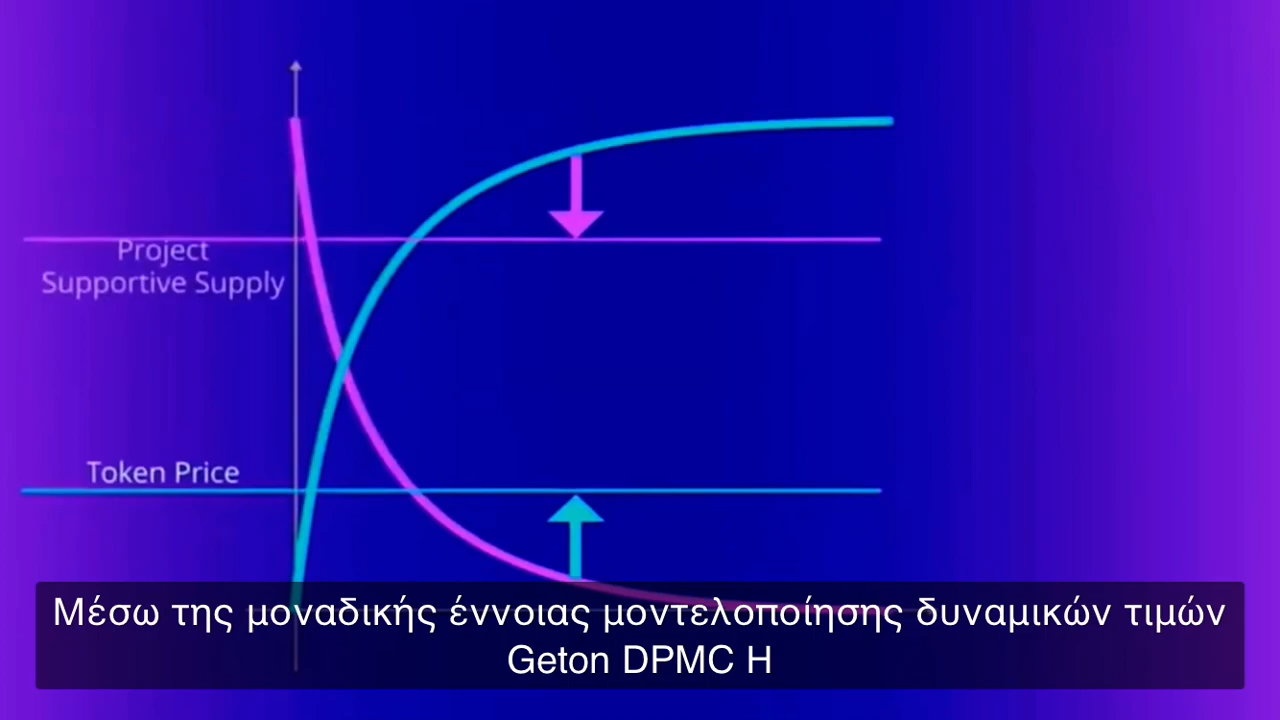 Project
Supportive Supply
Token Price
Μέσω της μοναδικής έννοιας μοντελοποίησης δυναμικών τιμών
Geton DPMC Η